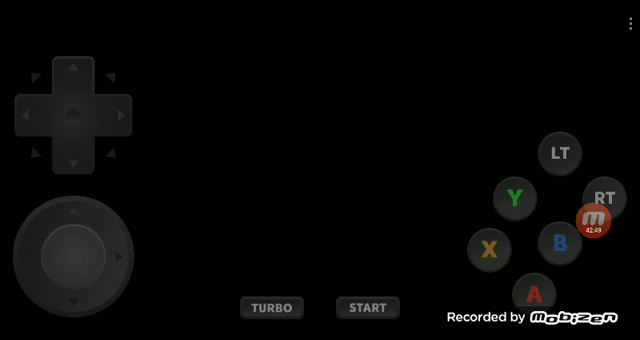 LT
Y
RT
m
42:49
X
B
A
TURBO
START
Recorded by Mobizen